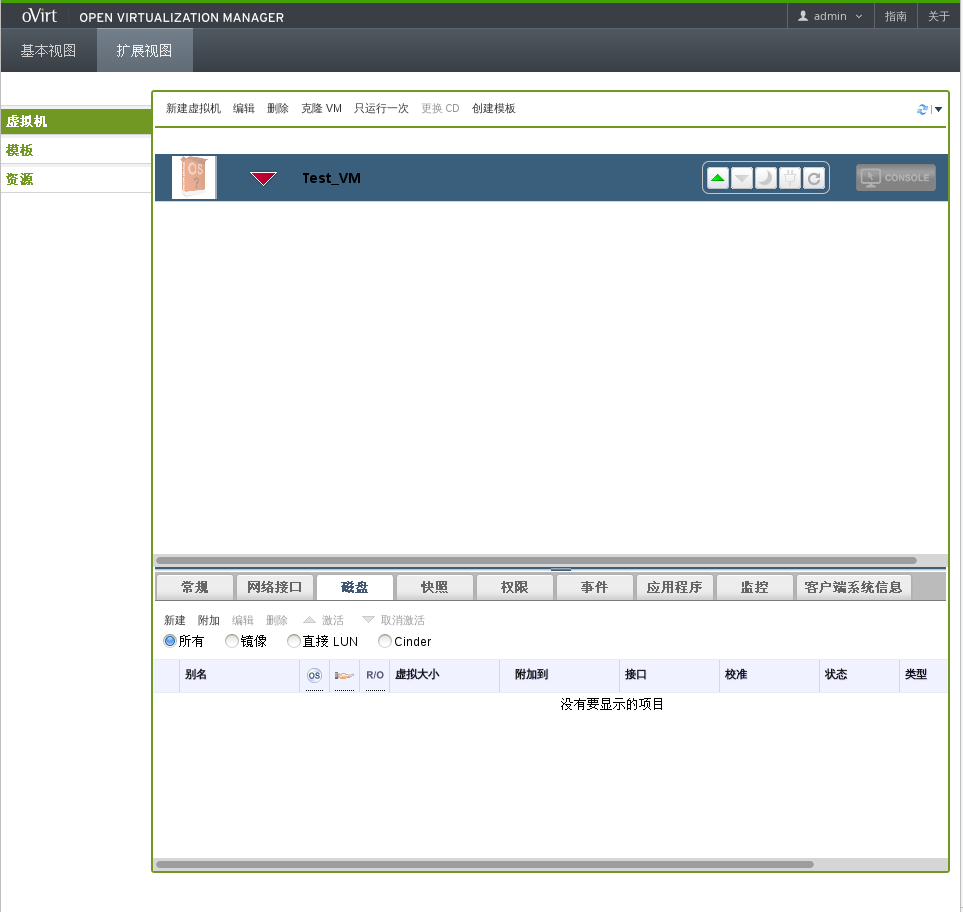 oVirt OPEN VIRTUALIZATION MANAGER admin 指南 关于
基本视图 扩展视图
新建虚拟机 编辑 删除 克隆 VM 只运行一次 更换 CD 创建模板
虚拟机
模板
资源
OS ? Test_VM CONSOLE
常规 网络接口 磁盘 快照 权限 事件 应用程序 监控 客户端系统信息
新建 附加 编辑 删除 激活 取消激活
所有 镜像 直接 LUN Cinder
别名 OS R/O 虚拟大小 附加到 接口 校准 状态 类型
没有要显示的项目